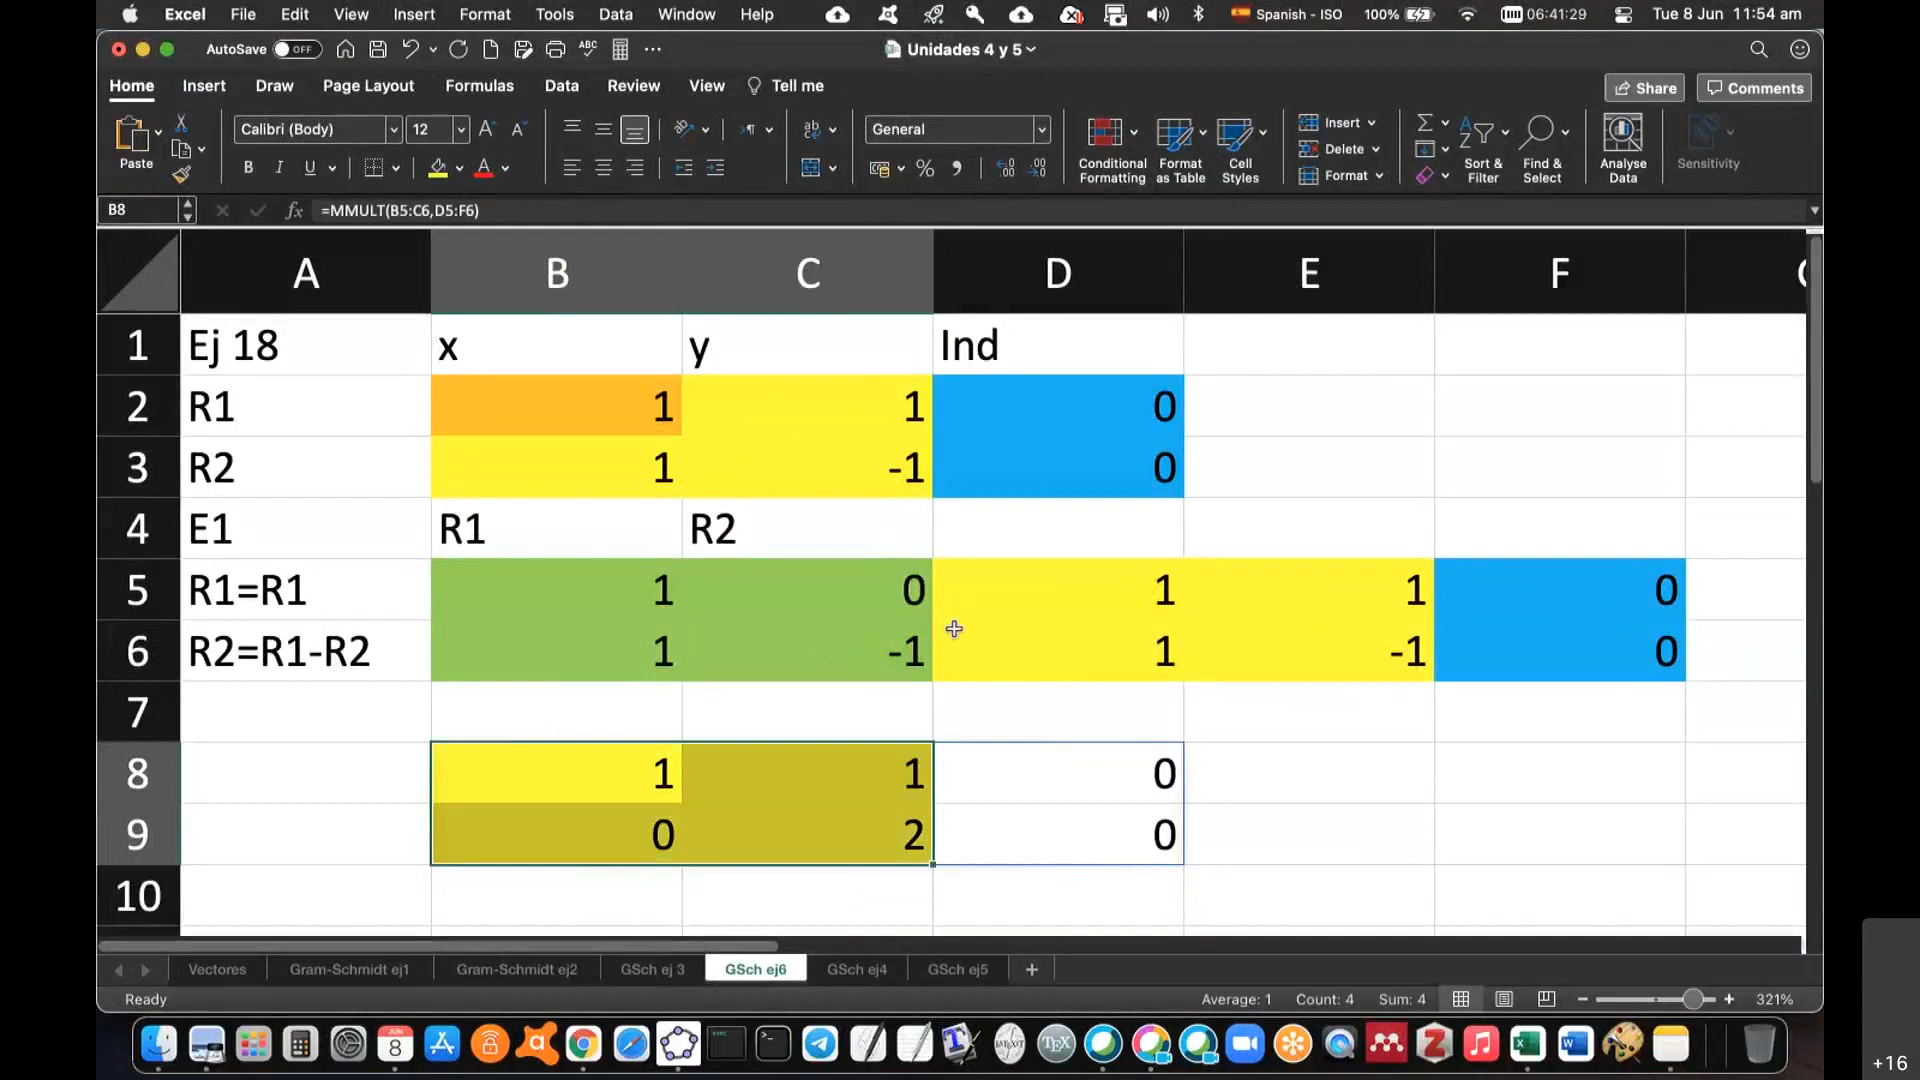 Excel File Edit View Insert Format Tools Data Window Help Spanish - ISO 100% 06:41:29 Tue 8 Jun 11:54 am
AutoSave OFF ABC Unidades 4 y 5
Home Insert Draw Page Layout Formulas Data Review View Tell me Share Comments
Paste Calibri (Body) 12 A A ab General
B I U A %
Conditional Formatting
Format as Table
Cell Styles
Insert
Delete
Format
Sort & Filter
Find & Select
Analyse Data
Sensitivity
B8 fx =MMULT(B5:C6,D5:F6)
A B C D E F
1 Ej 18 x y Ind
2 R1 1 1 0
3 R2 1 -1 0
4 E1 R1 R2
5 R1=R1 1 0 1 1 0
6 R2=R1-R2 1 -1 1 -1 0
7
8 1 1 0
9 0 2 0
10
Vectores Gram-Schmidt ej1 Gram-Schmidt ej2 GSch ej 3 GSch ej6 GSch ej4 GSch ej5 +
Ready Average: 1 Count: 4 Sum: 4 321%
JUN
8
+16